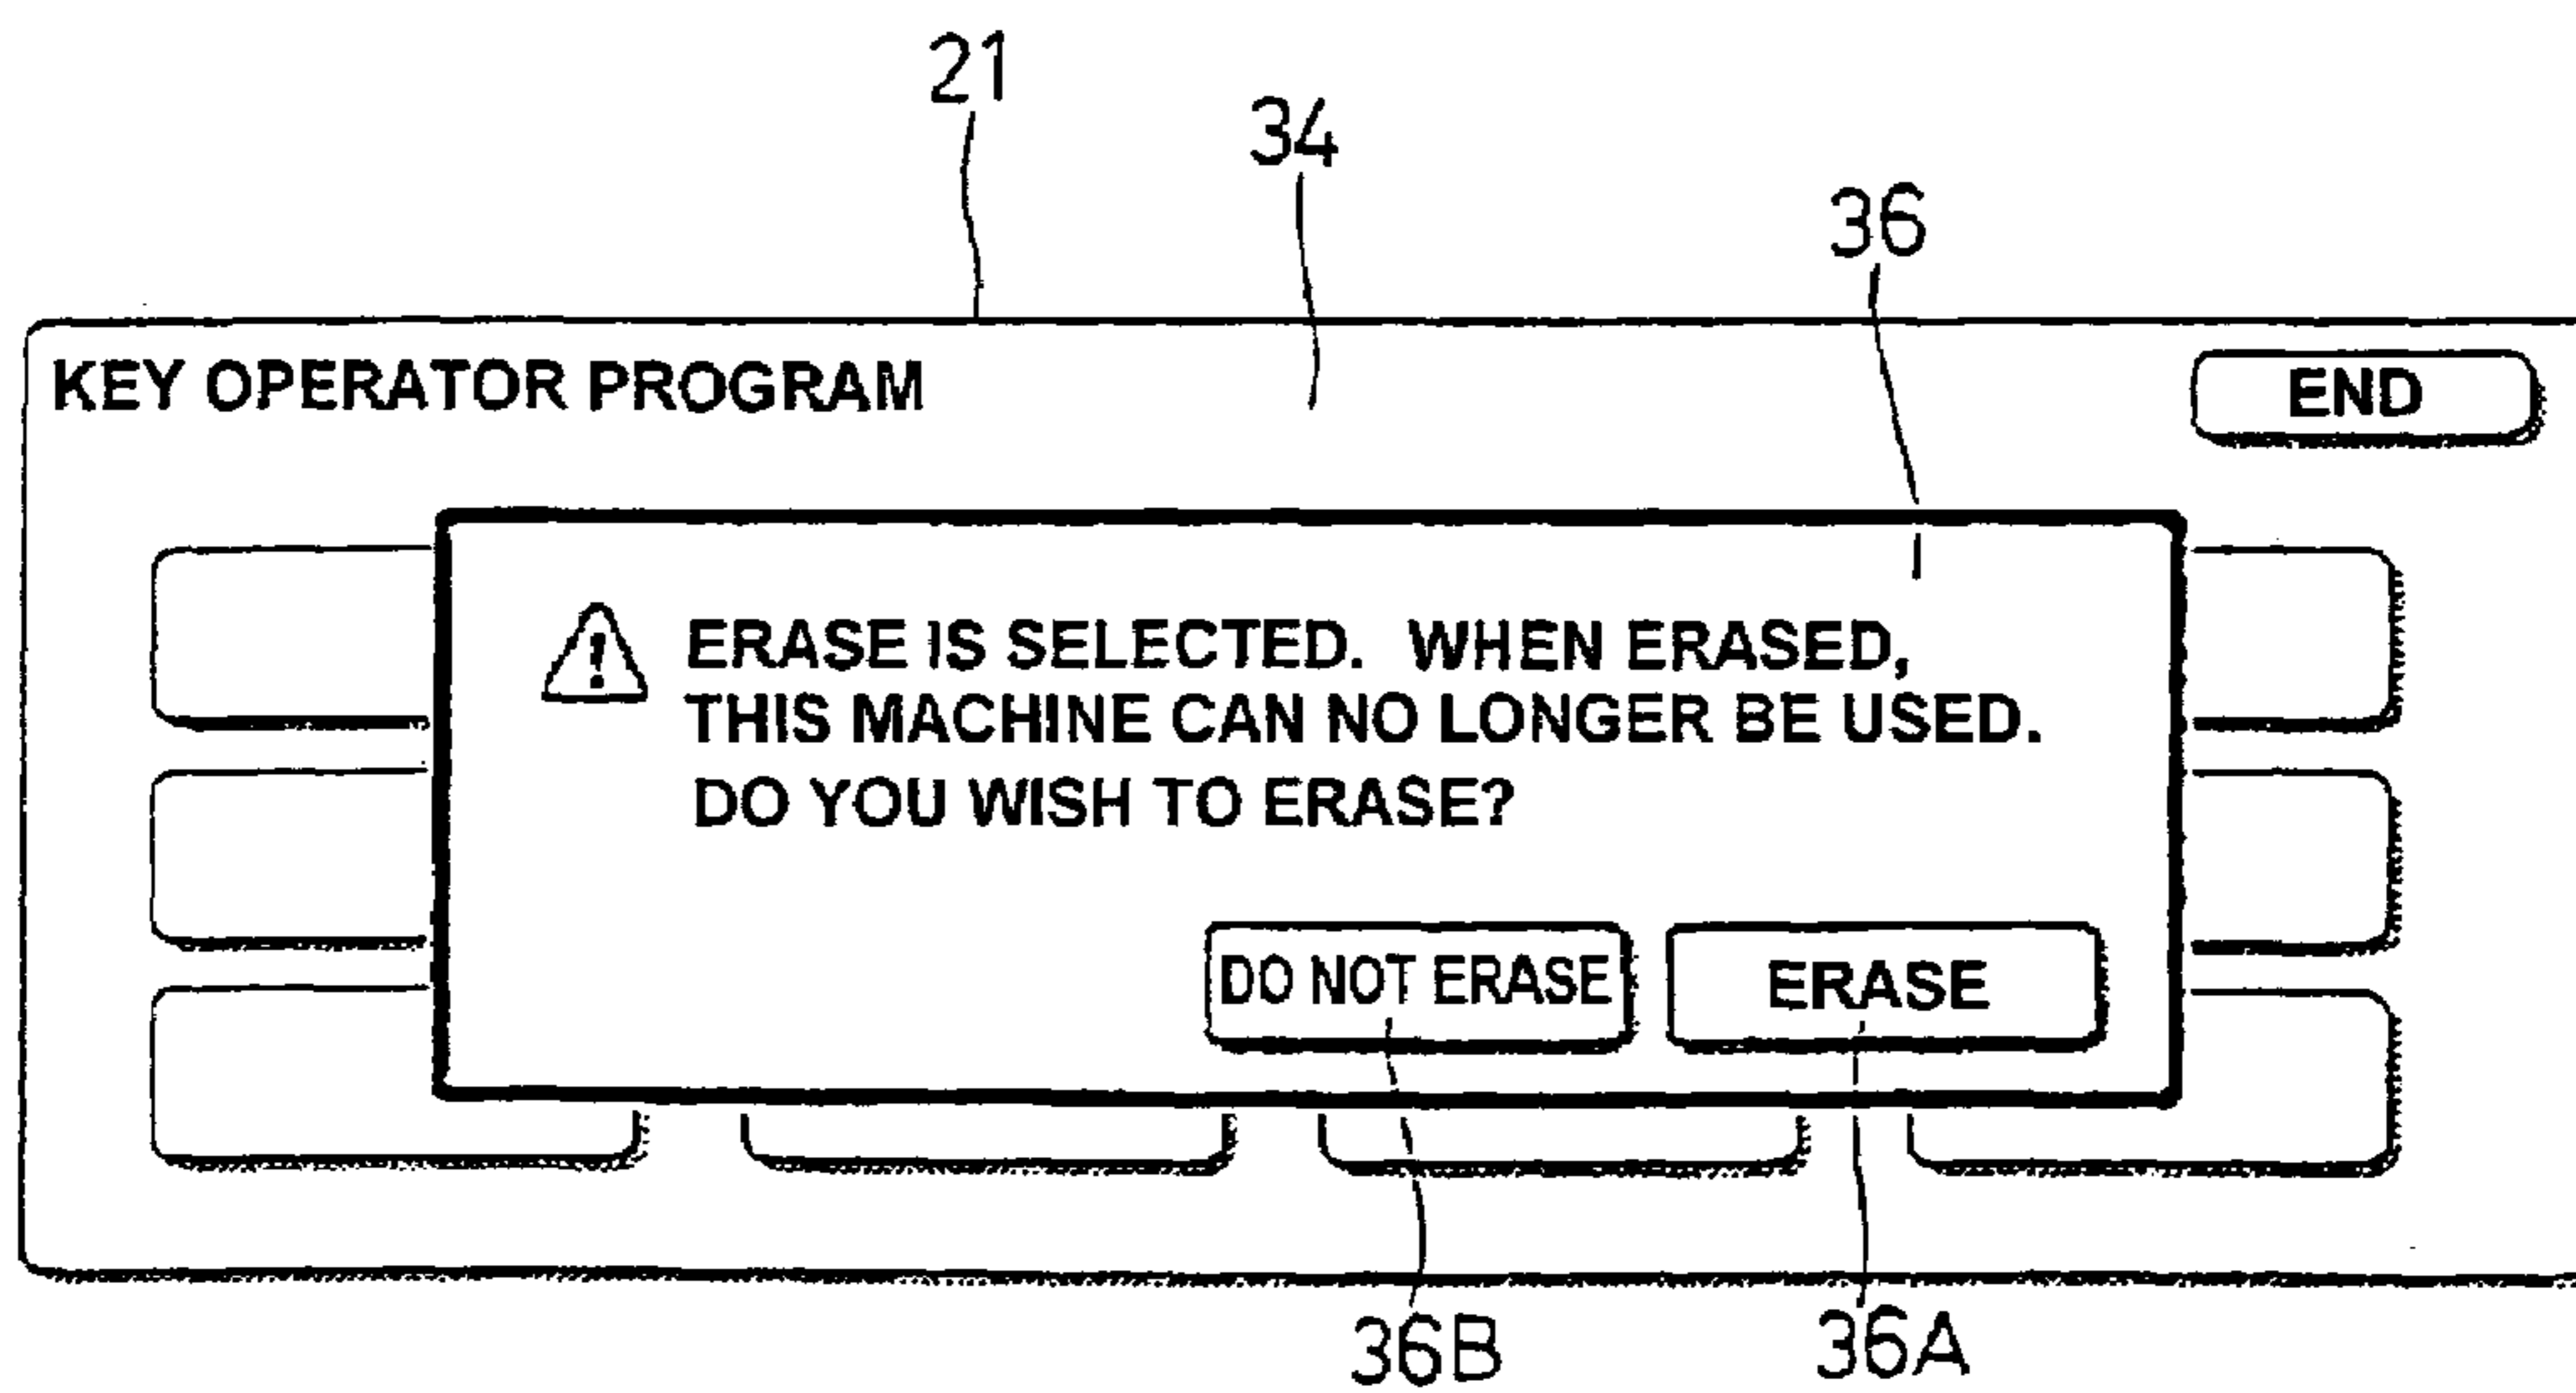 21
34
36
KEY OPERATOR PROGRAM
END
! ERASE IS SELECTED. WHEN ERASED,
THIS MACHINE CAN NO LONGER BE USED.
DO YOU WISH TO ERASE?
DO NOT ERASE
ERASE
36B
36A